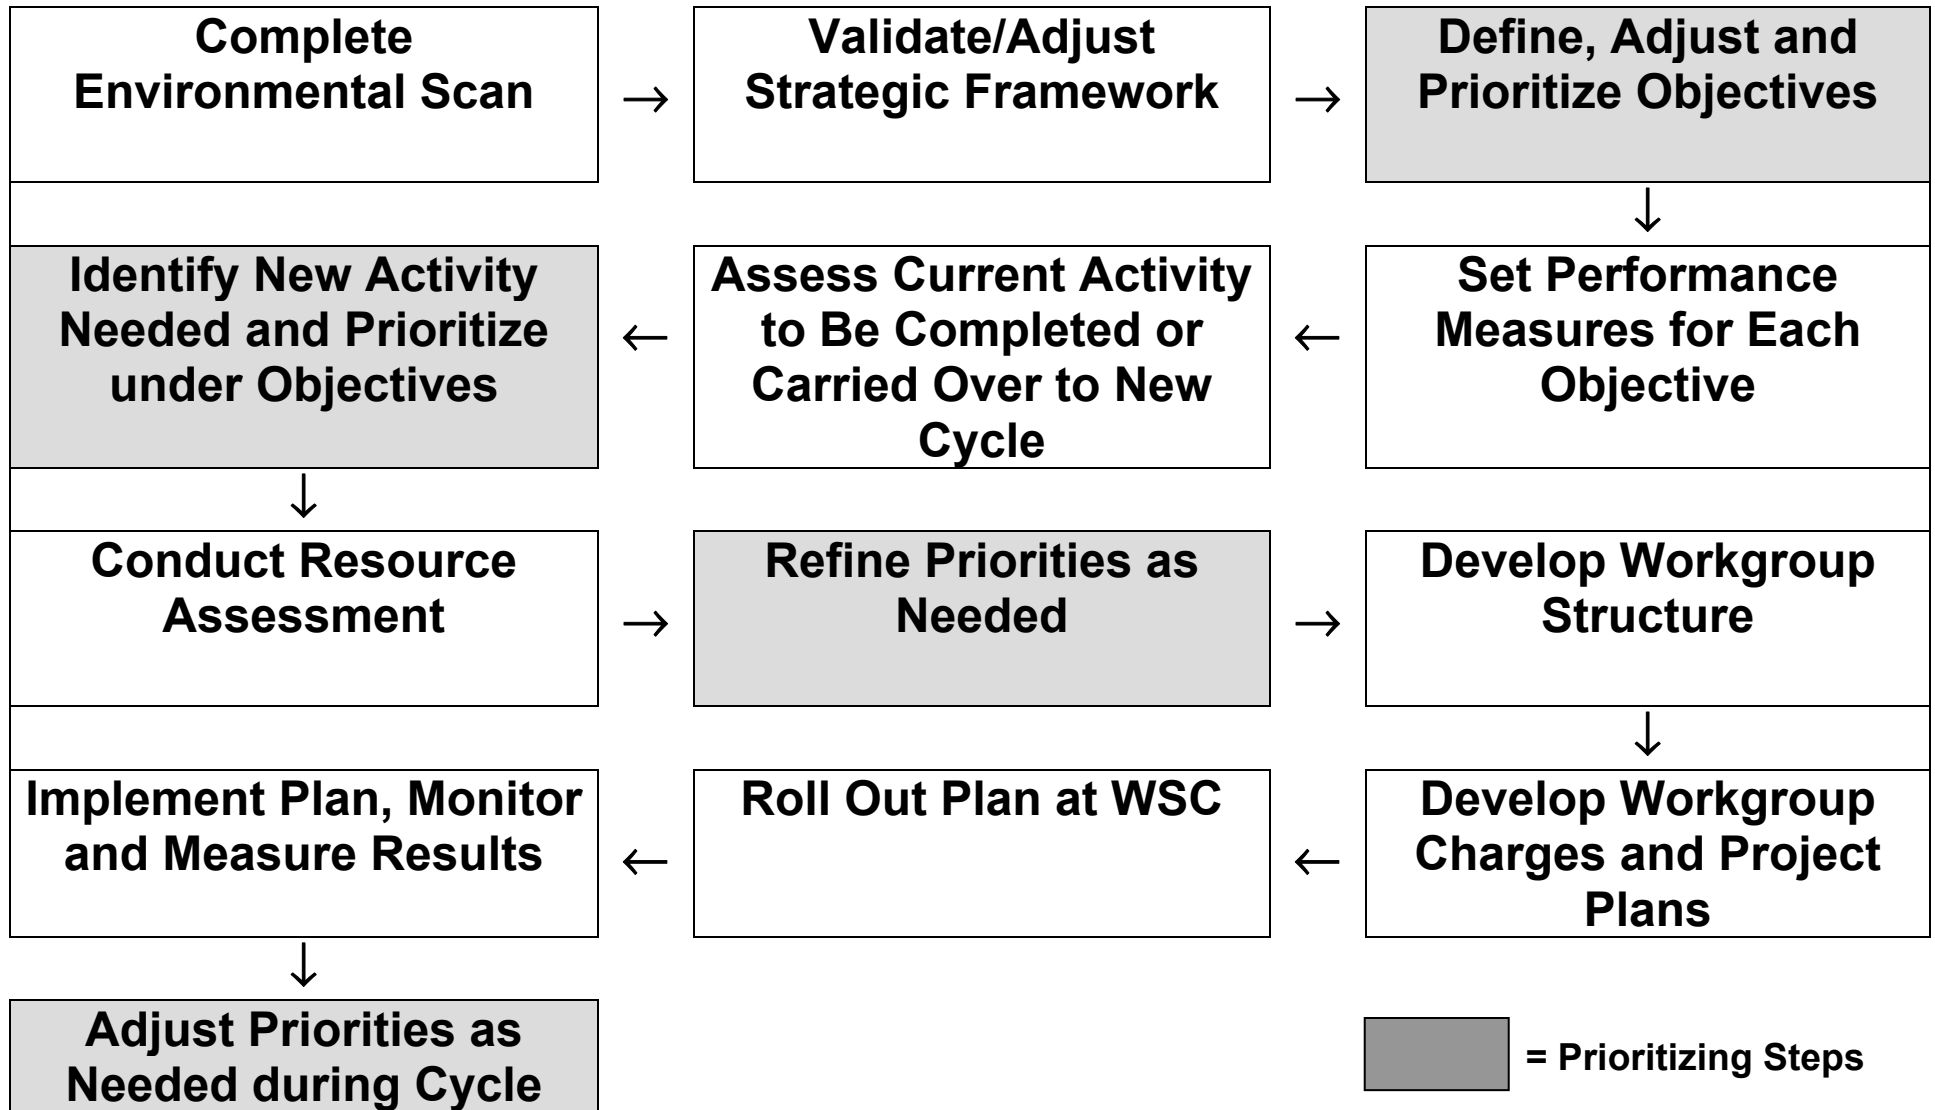 Complete
Environmental Scan
→
Validate/Adjust
Strategic Framework
→
Define, Adjust and
Prioritize Objectives
↓
Set Performance
Measures for Each
Objective
←
Assess Current Activity
to Be Completed or
Carried Over to New
Cycle
←
Identify New Activity
Needed and Prioritize
under Objectives
↓
Conduct Resource
Assessment
→
Refine Priorities as
Needed
→
Develop Workgroup
Structure
↓
Develop Workgroup
Charges and Project
Plans
←
Roll Out Plan at WSC
←
Implement Plan, Monitor
and Measure Results
↓
Adjust Priorities as
Needed during Cycle
= Prioritizing Steps